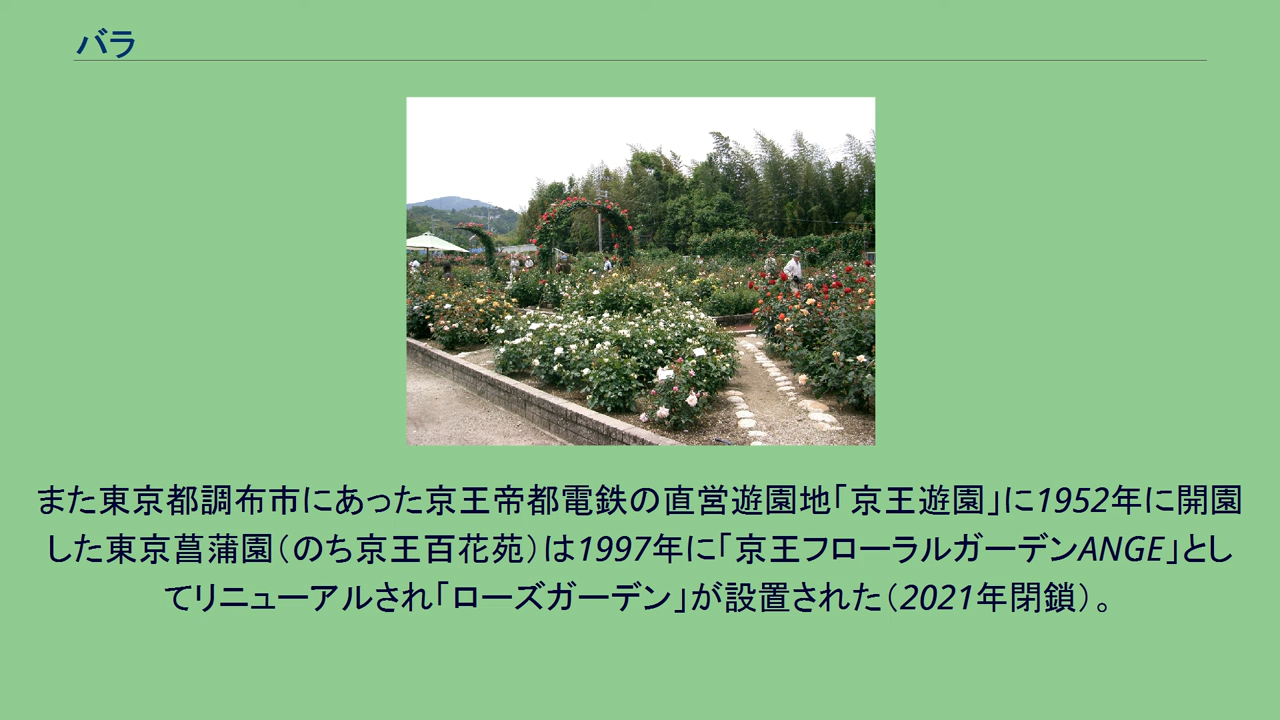 バラ
また東京都調布市にあった京王帝都電鉄の直営遊園地｢京王遊園｣に1952年に開園
した東京菖蒲園（のち京王百花苑）は1997年に｢京王フローラルガーデンANGE｣とし
てリニューアルされ｢ローズガーデン｣が設置された（2021年閉鎖）。